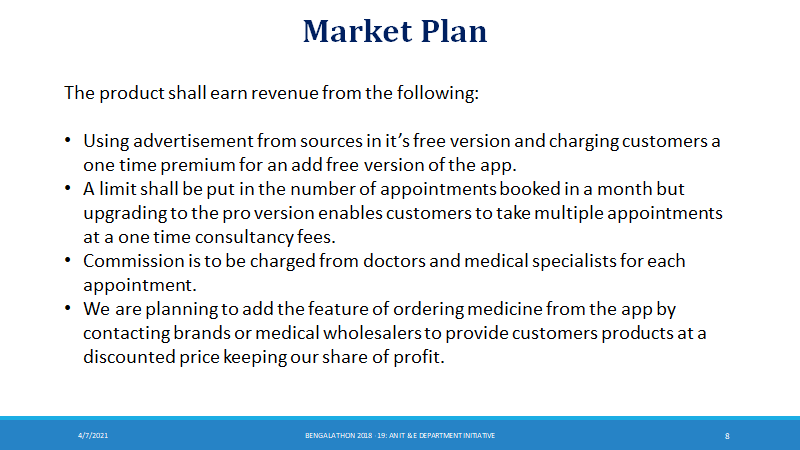 Market Plan
The product shall earn revenue from the following:
• Using advertisement from sources in it's free version and charging customers a
one time premium for an add free version of the app.
• A limit shall be put in the number of appointments booked in a month but
upgrading to the pro version enables customers to take multiple appointments
at a one time consultancy fees.
• Commission is to be charged from doctors and medical specialists for each
appointment.
• We are planning to add the feature of ordering medicine from the app by
contacting brands or medical wholesalers to provide customers products at a
discounted price keeping our share of profit.
4/7/2021 BENGALATHON 2018 19: AN IT & E DEPARTMENT INITIATIVE 8